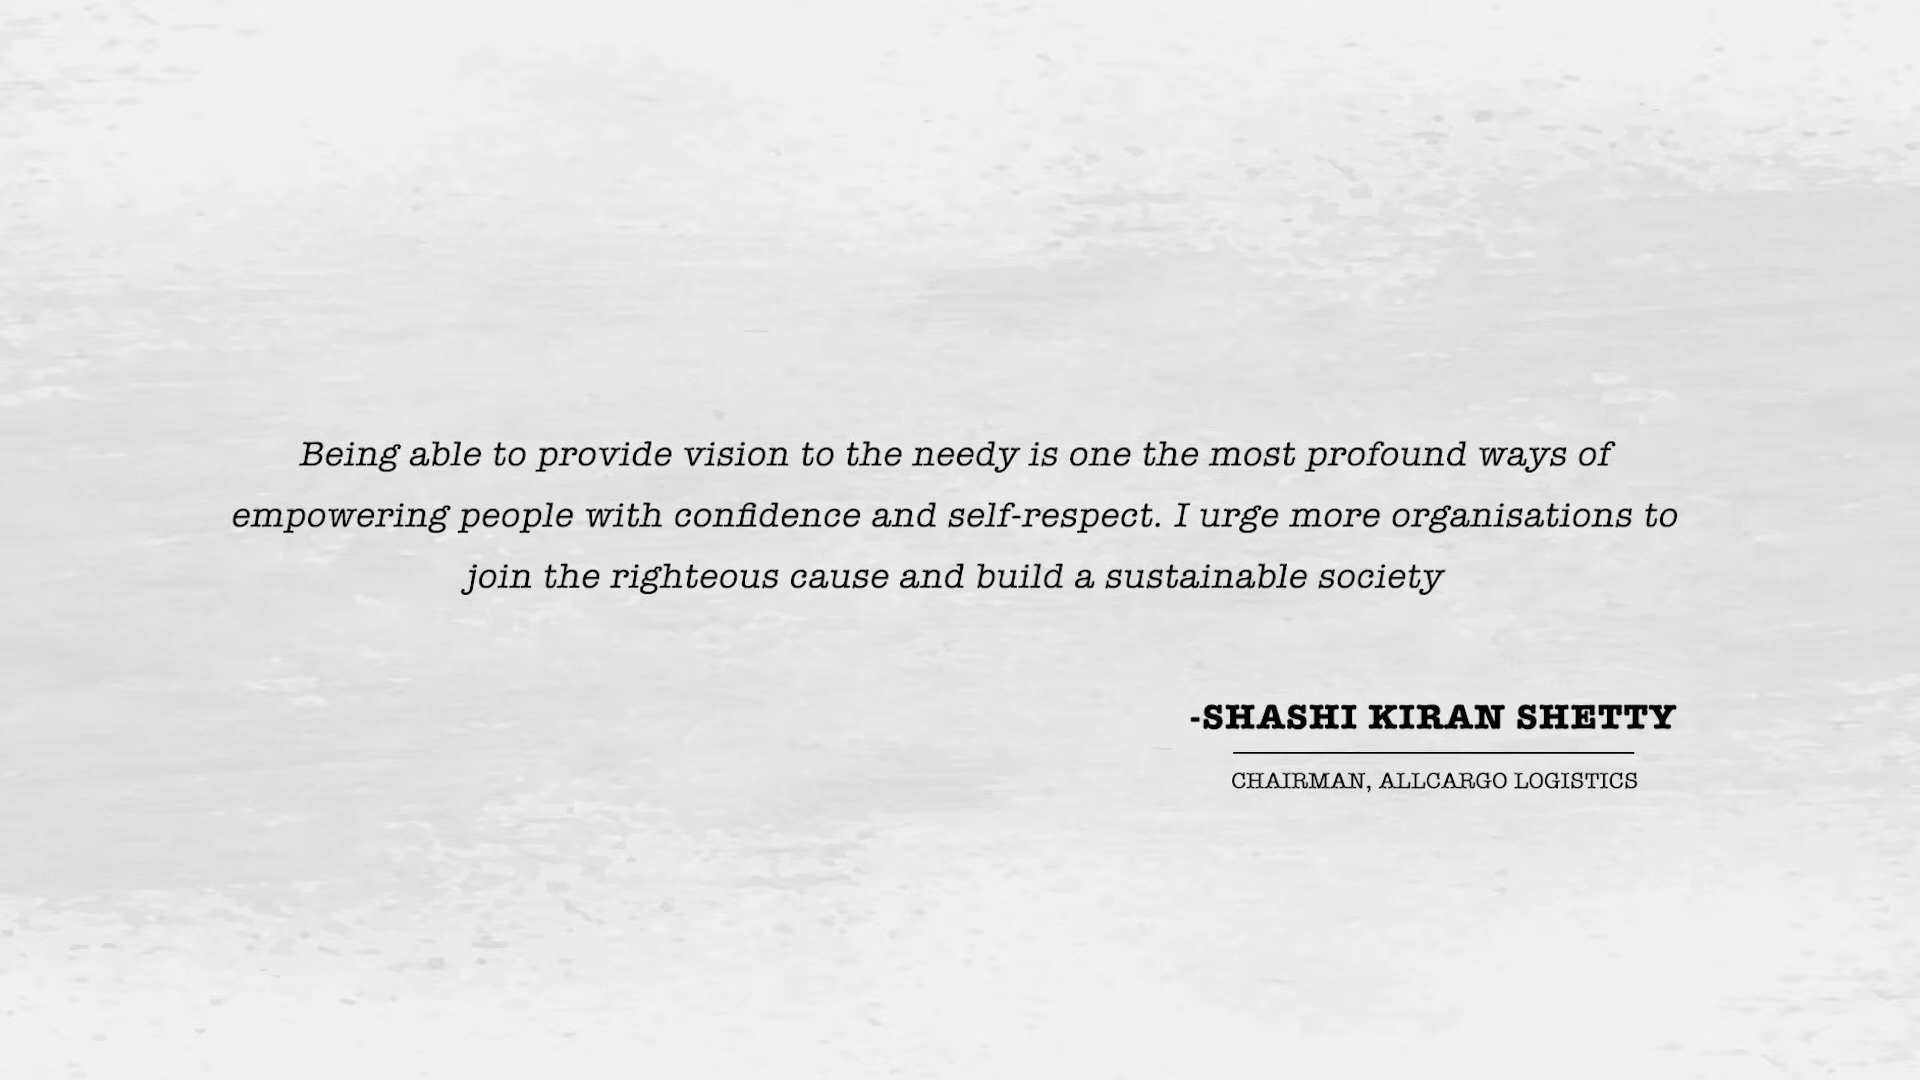 Being able to provide vision to the needy is one the most profound ways of
empowering people with confidence and self-respect. I urge more organisations to
join the righteous cause and build a sustainable society
-SHASHI KIRAN SHETTY
CHAIRMAN, ALLCARGO LOGISTICS